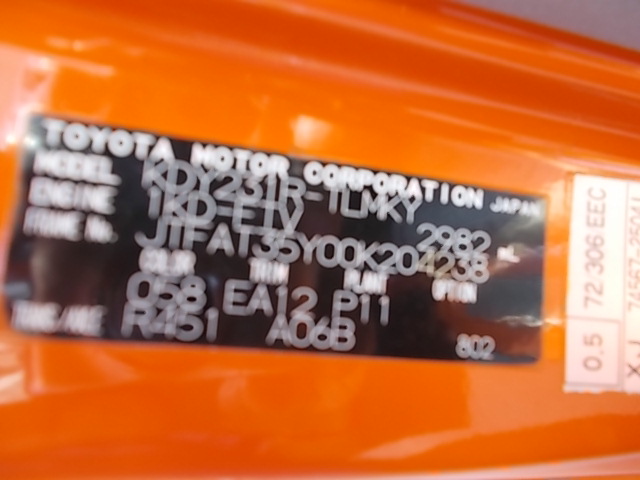 TOYOTA MOTOR CORPORATION JAPAN
MODEL KDY231R-TLMKY
ENGINE 1KD-FTV 2982 mL
FRAME No. JTFAT35Y00K204238
COLOR TRIM PLANT OPTION
058 EA12 P11
TRANS/AXLE R451 A06B 802
0.5 72 306 EEC